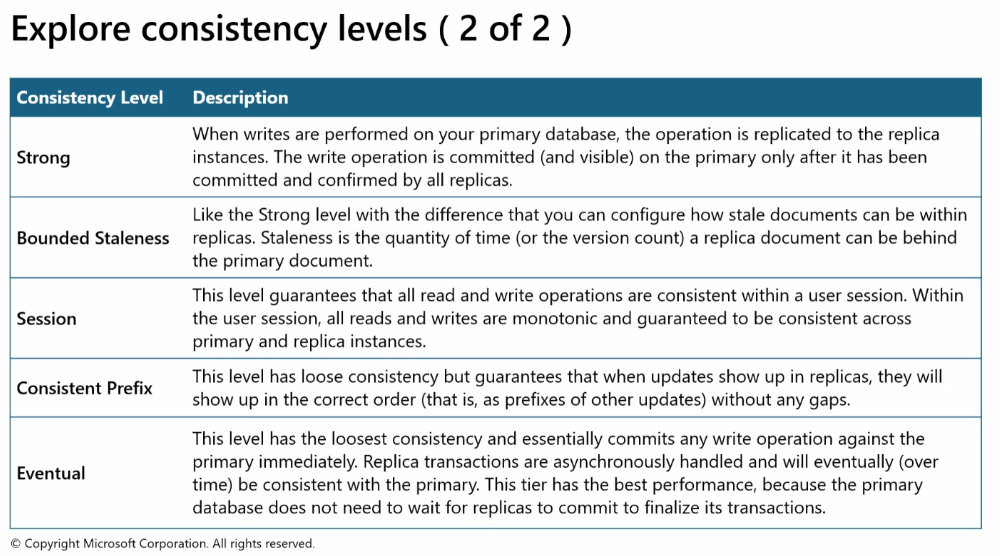 Explore consistency levels ( 2 of 2 )
Consistency Level Description
Strong
When writes are performed on your primary database, the operation is replicated to the replica
instances. The write operation is committed (and visible) on the primary only after it has been
committed and confirmed by all replicas.
Bounded Staleness
Like the Strong level with the difference that you can configure how stale documents can be within
replicas. Staleness is the quantity of time (or the version count) a replica document can be behind
the primary document.
Session
This level guarantees that all read and write operations are consistent within a user session. Within
the user session, all reads and writes are monotonic and guaranteed to be consistent across
primary and replica instances.
Consistent Prefix
This level has loose consistency but guarantees that when updates show up in replicas, they will
show up in the correct order (that is, as prefixes of other updates) without any gaps.
Eventual
This level has the loosest consistency and essentially commits any write operation against the
primary immediately. Replica transactions are asynchronously handled and will eventually (over
time) be consistent with the primary. This tier has the best performance, because the primary
database does not need to wait for replicas to commit to finalize its transactions.
© Copyright Microsoft Corporation. All rights reserved.